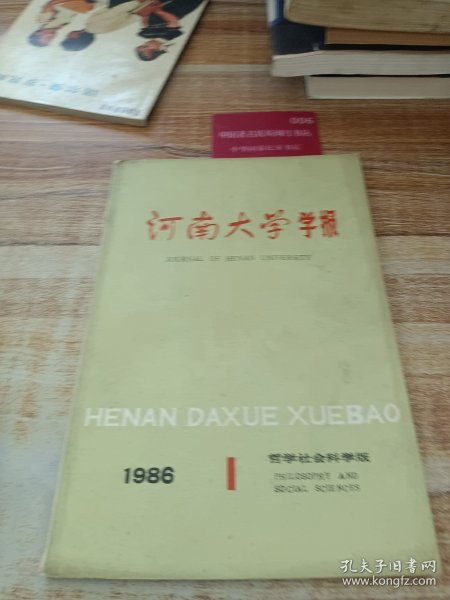 006
河南大学学报
JOURNAL OF HENAN UNIVERSITY
HENAN DAXUE XUEBAO
1986
1
哲学社会科学版
PHILOSOPHY AND
SOCIAL SCIENCES
孔夫子旧书网
www.kongfz.com